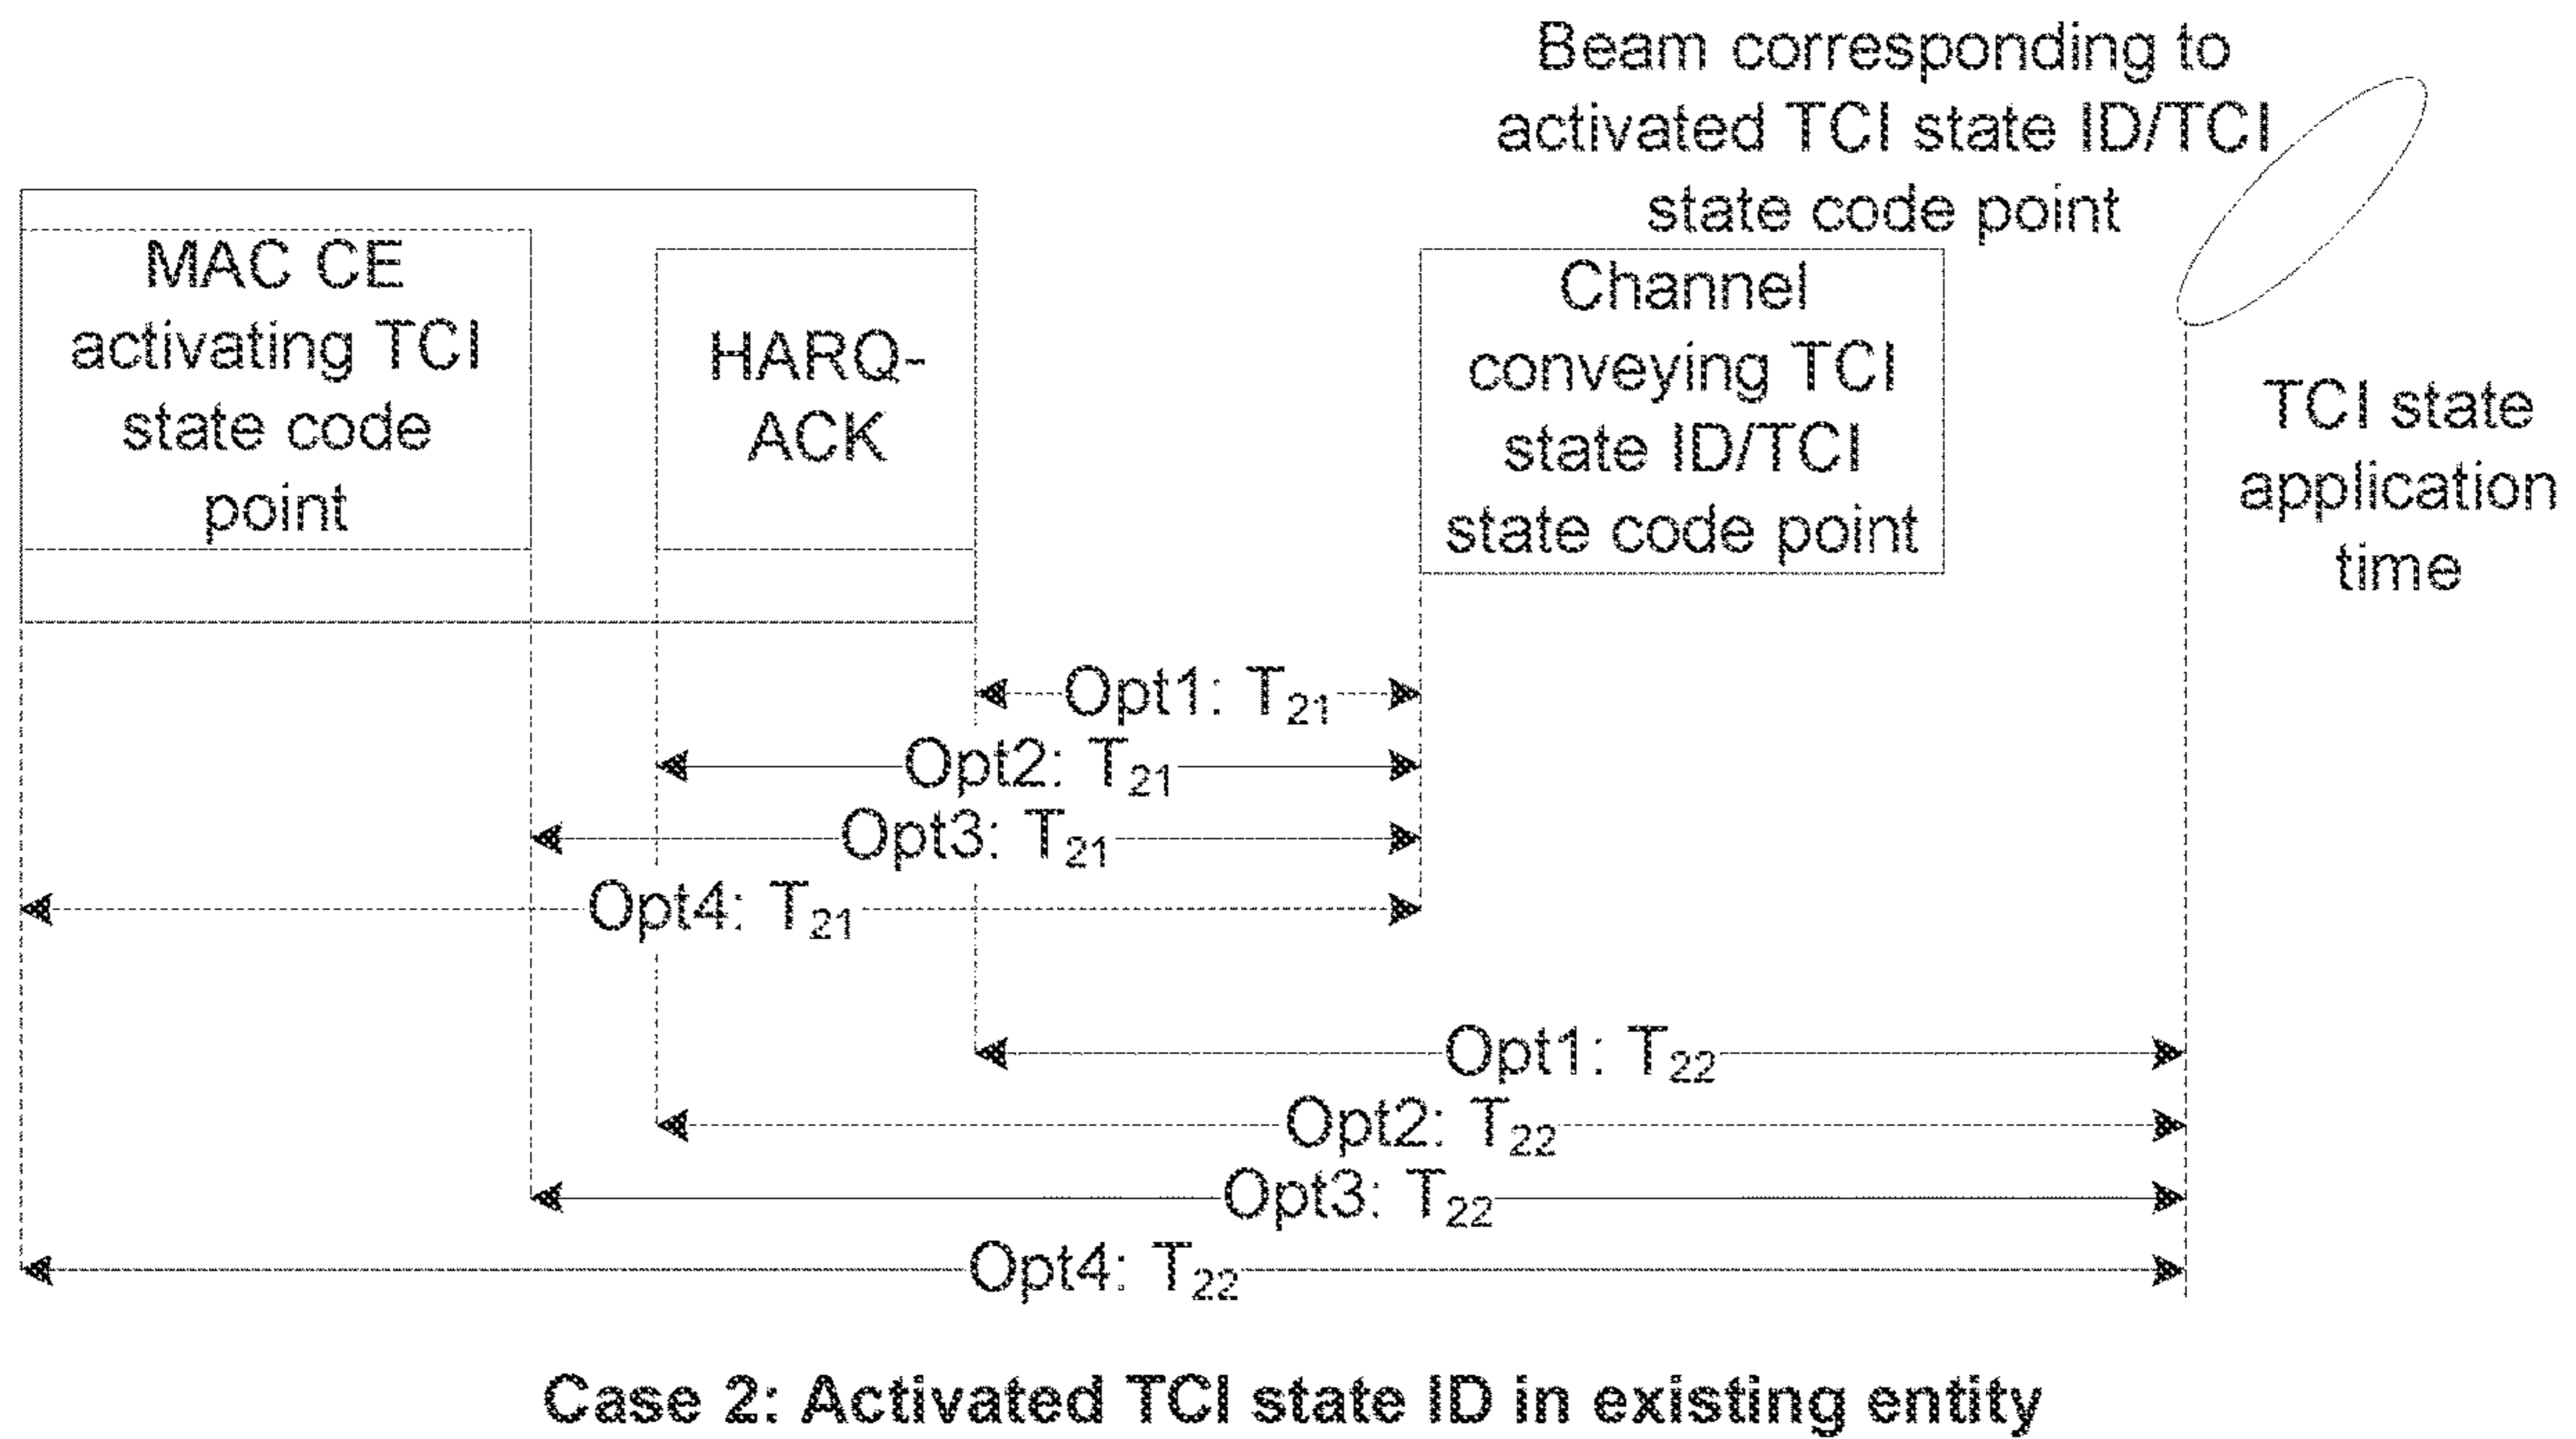 Beam corresponding to
activated TCI state ID/TCI
state code point
MAC CE
activating TCI
state code
point
HARQ-
ACK
Channel
conveying TCI
state ID/TCI
state code point
TCI state
application
time
Opt1: T21
Opt2: T21
Opt3: T21
Opt4: T21
Opt1: T22
Opt2: T22
Opt3: T22
Opt4: T22
Case 2: Activated TCI state ID in existing entity